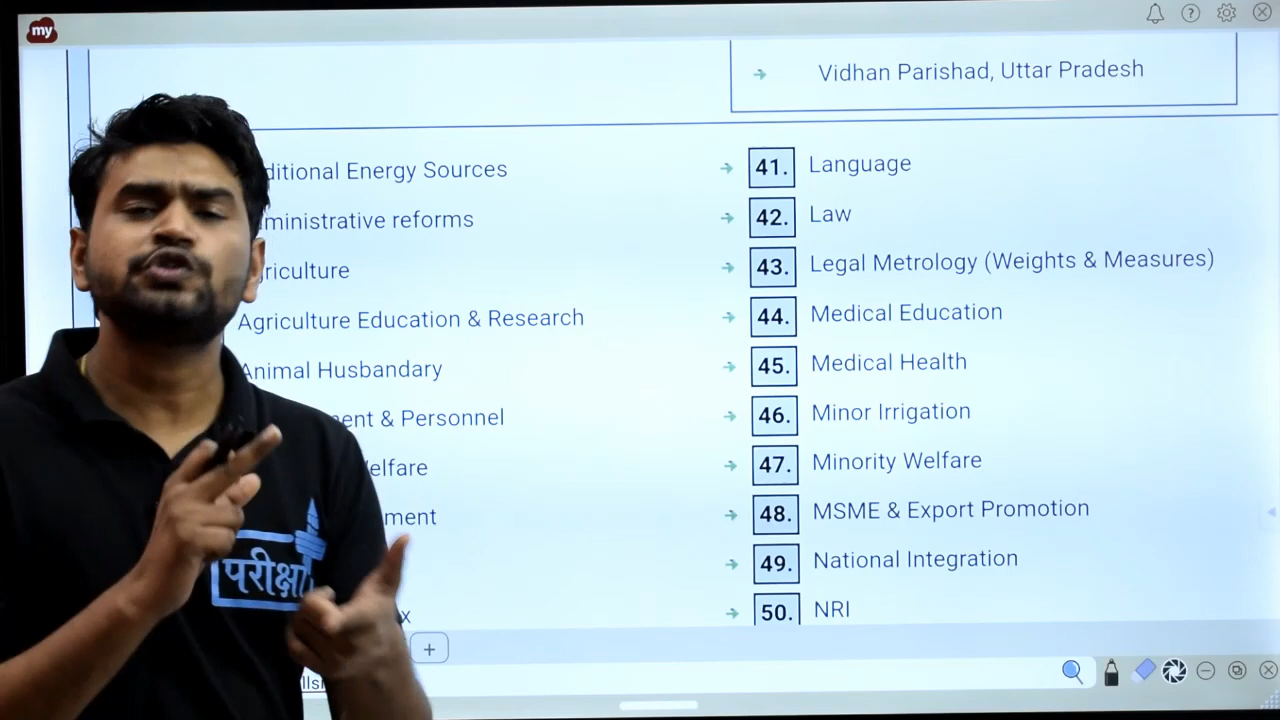 my
Vidhan Parishad, Uttar Pradesh
ditional Energy Sources
ministrative reforms
riculture
Agriculture Education & Research
Animal Husbandary
ent & Personnel
elfare
ment
x
41. Language
42. Law
43. Legal Metrology (Weights & Measures)
44. Medical Education
45. Medical Health
46. Minor Irrigation
47. Minority Welfare
48. MSME & Export Promotion
49. National Integration
50. NRI
परीक्षा